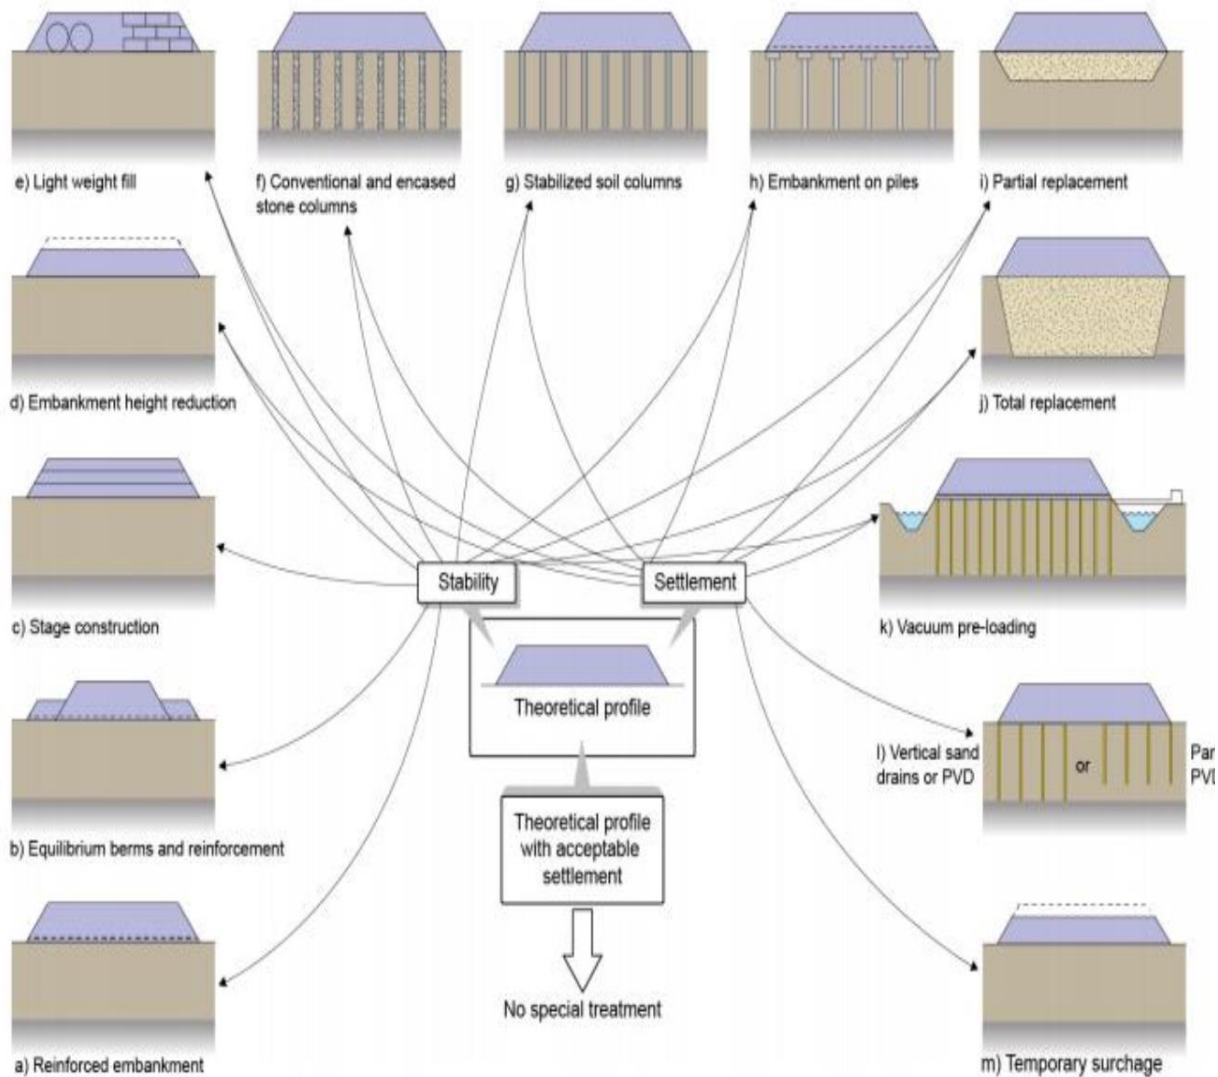 e) Light weight fill
f) Conventional and encased
stone columns
g) Stabilized soil columns
h) Embankment on piles
i) Partial replacement
d) Embankment height reduction
j) Total replacement
c) Stage construction
Stability
Settlement
k) Vacuum pre-loading
Theoretical profile
l) Vertical sand
drains or PVD
or
Par
PVD
b) Equilibrium berms and reinforcement
Theoretical profile
with acceptable
settlement
No special treatment
a) Reinforced embankment
m) Temporary surchage